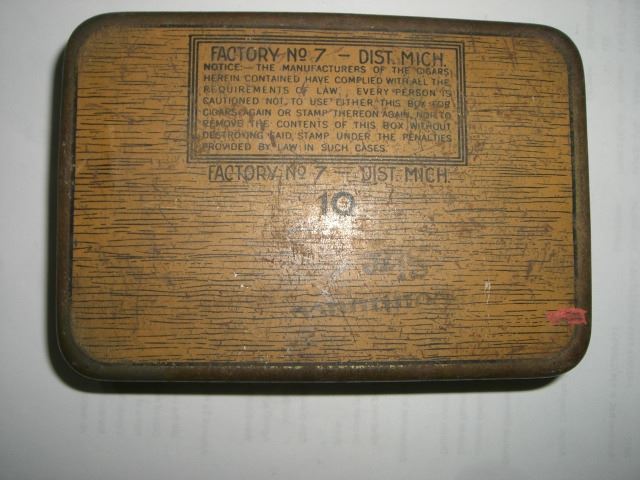 FACTORY NO 7 - DIST. MICH.
NOTICE:- THE MANUFACTURERS OF THE CIGARS
HEREIN CONTAINED HAVE COMPLIED WITH ALL THE
REQUIREMENTS OF LAW, EVERY PERSON IS
CAUTIONED NOT TO USE EITHER THIS BOX FOR
CIGARS AGAIN OR STAMP THEREON AGAIN, NOR TO
REMOVE THE CONTENTS OF THIS BOX WITHOUT
DESTROYING SAID STAMP UNDER THE PENALTIES
PROVIDED BY LAW IN SUCH CASES.
FACTORY NO 7 - DIST. MICH.
10